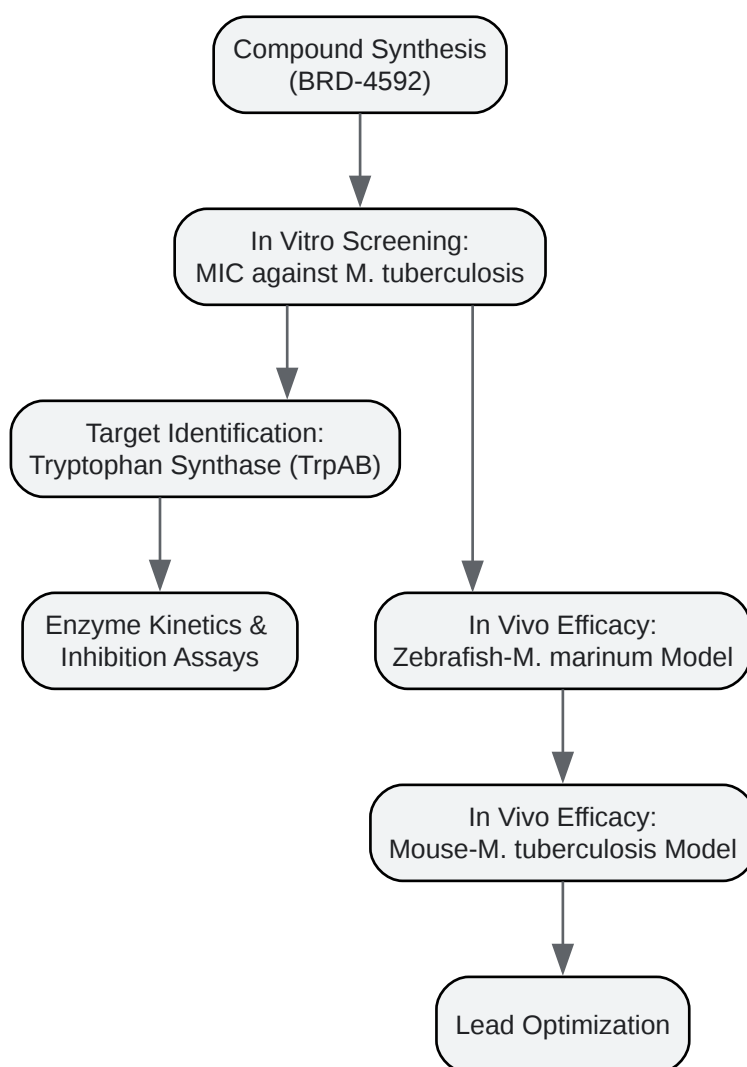 Compound Synthesis
(BRD-4592)
In Vitro Screening:
MIC against M. tuberculosis
Target Identification:
Tryptophan Synthase (TrpAB)
Enzyme Kinetics &
Inhibition Assays
In Vivo Efficacy:
Zebrafish-M. marinum Model
In Vivo Efficacy:
Mouse-M. tuberculosis Model
Lead Optimization